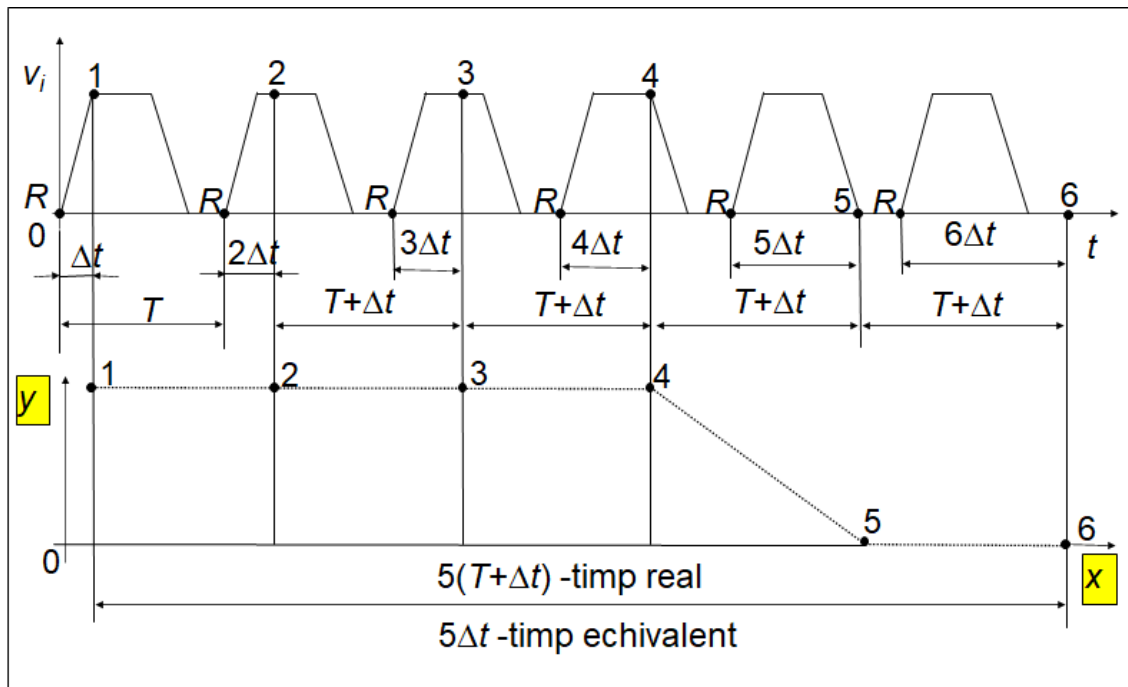 v_i 1 2 3 4
R R R R R 5 R 6
0 Δt 2Δt 3Δt 4Δt 5Δt 6Δt t
T T+Δt T+Δt T+Δt T+Δt
y 1 2 3 4
5
0 6
5(T+Δt) -timp real x
5Δt -timp echivalent